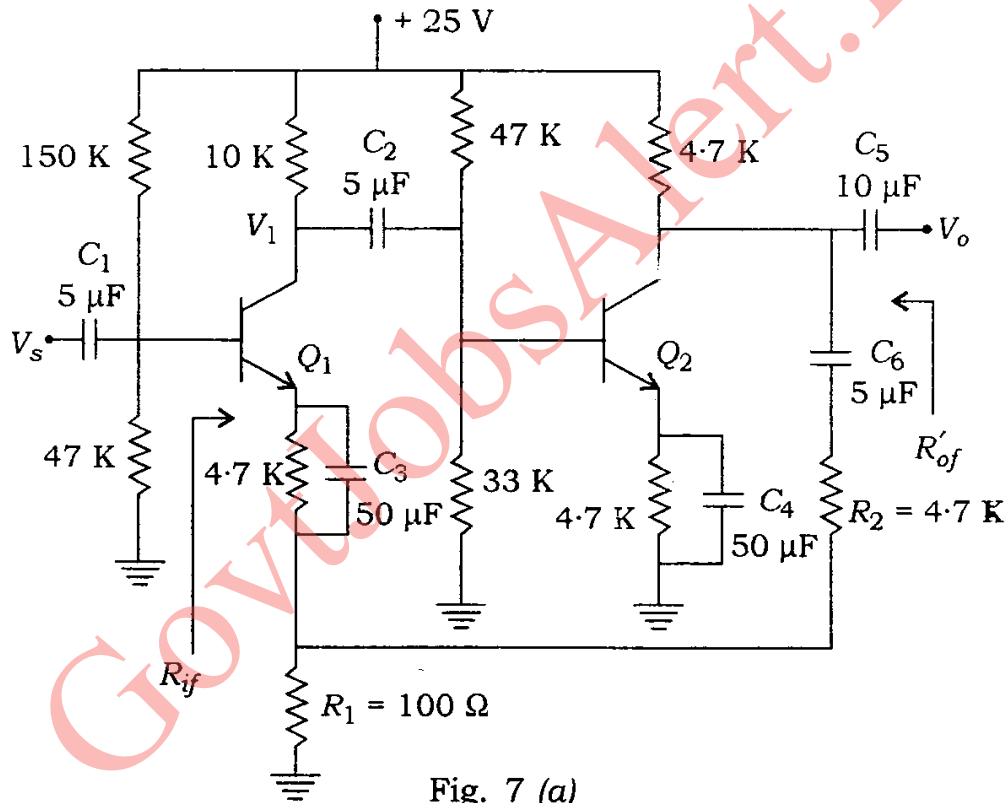 + 25 V
150 K
10 K
C2
5 μF
47 K
4·7 K
C5
10 μF
V1
Vo
C1
5 μF
Vs
Q1
Q2
C6
5 μF
R'of
47 K
4·7 K
C3
50 μF
33 K
4·7 K
C4
50 μF
R2 = 4·7 K
Rif
R1 = 100 Ω
Fig. 7 (a)
GovtJobsAlert.